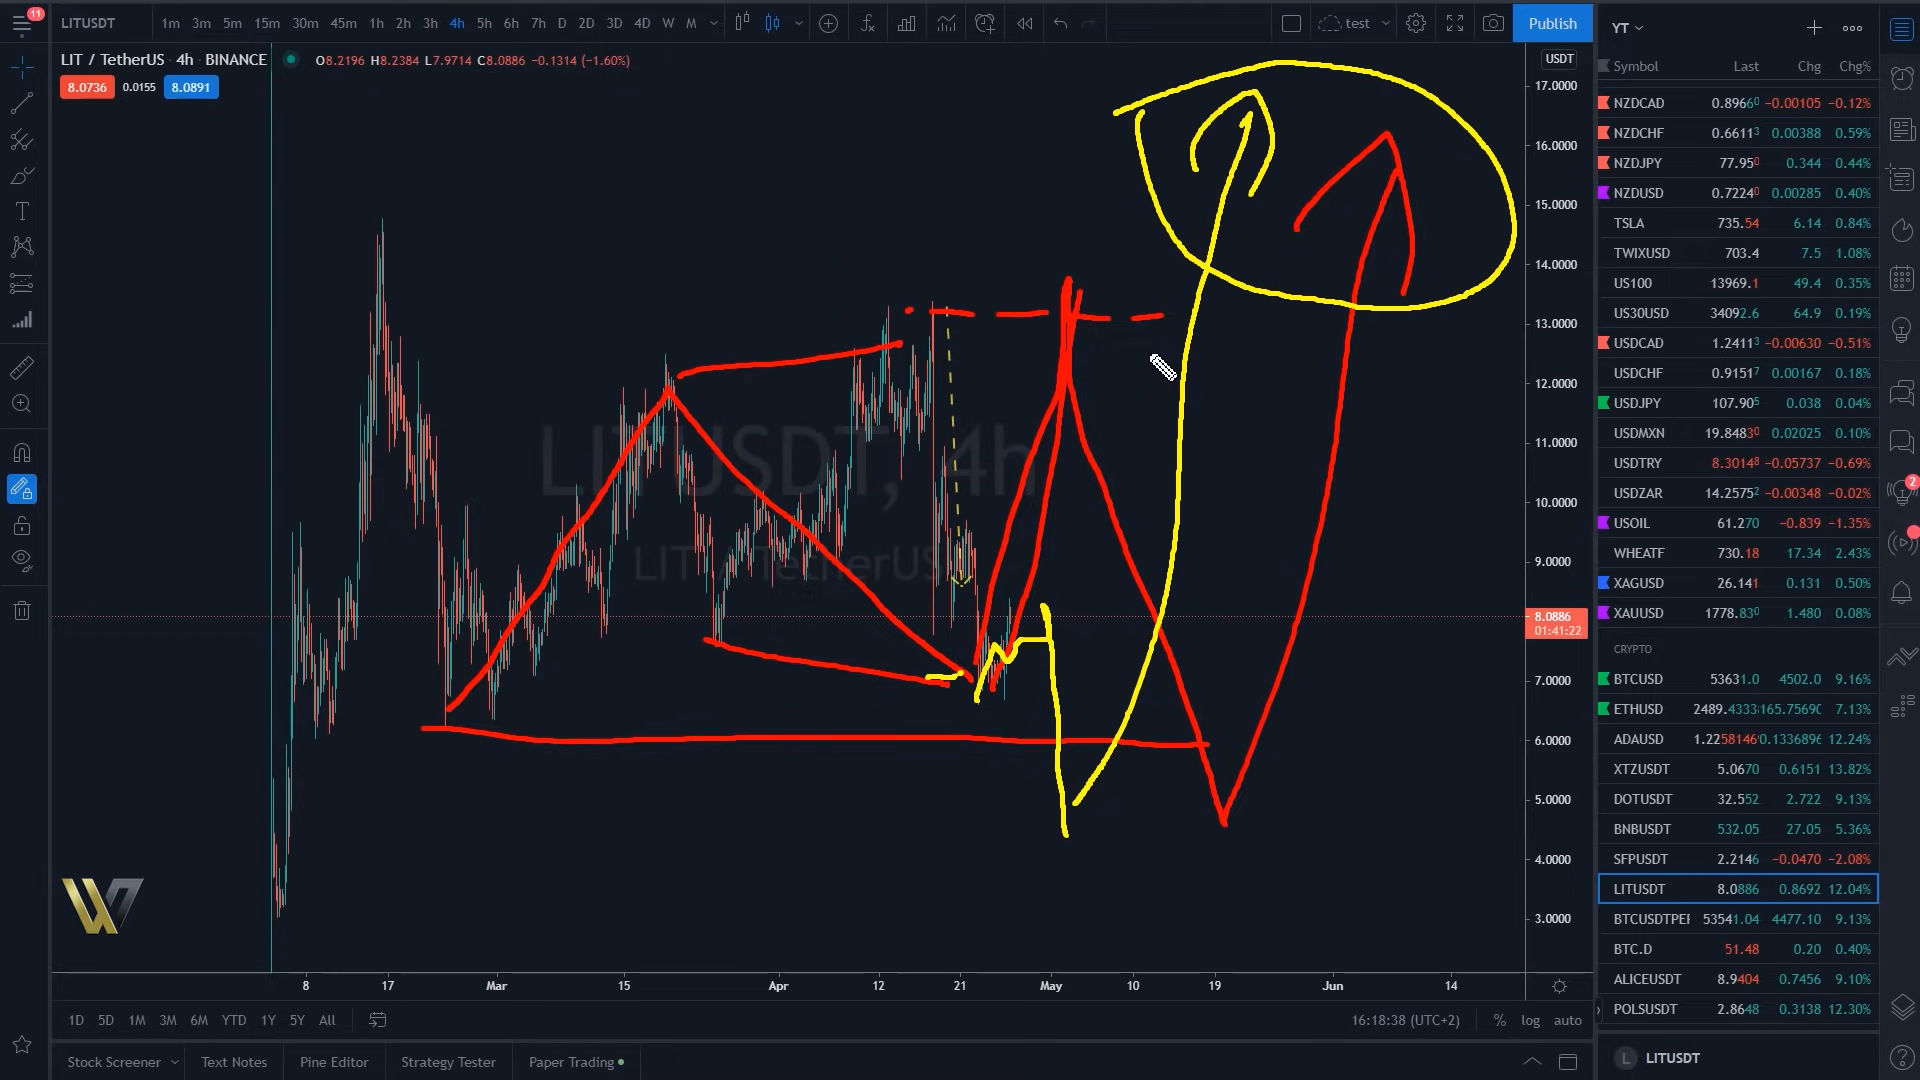 11
LITUSDT 1m 3m 5m 15m 30m 45m 1h 2h 3h 4h 5h 6h 7h D 2D 3D 4D W M test Publish
LIT / TetherUS 4h BINANCE O8.2196 H8.2384 L7.9714 C8.0886 −0.1314 (−1.60%)
8.0736 0.0155 8.0891
USDT
17.0000
16.0000
15.0000
14.0000
13.0000
12.0000
11.0000
10.0000
9.0000
8.0886
01:41:22
7.0000
6.0000
5.0000
4.0000
3.0000
LITUSDT, 4h
LIT / TetherUS
8 17 Mar 15 Apr 12 21 May 10 19 Jun 14
1D 5D 1M 3M 6M YTD 1Y 5Y All 16:18:38 (UTC+2) % log auto
Stock Screener Text Notes Pine Editor Strategy Tester Paper Trading
YT
Symbol Last Chg Chg%
NZDCAD 0.89660 −0.00105 −0.12%
NZDCHF 0.66113 0.00388 0.59%
NZDJPY 77.950 0.344 0.44%
NZDUSD 0.72240 0.00285 0.40%
TSLA 735.54 6.14 0.84%
TWIXUSD 703.4 7.5 1.08%
US100 13969.1 49.4 0.35%
US30USD 34092.6 64.9 0.19%
USDCAD 1.24113 −0.00630 −0.51%
USDCHF 0.91517 0.00167 0.18%
USDJPY 107.905 0.038 0.04%
USDMXN 19.84830 0.02025 0.10%
USDTRY 8.30148 −0.05737 −0.69%
USDZAR 14.25752 −0.00348 −0.02%
USOIL 61.270 −0.839 −1.35%
WHEATF 730.18 17.34 2.43%
XAGUSD 26.141 0.131 0.50%
XAUUSD 1778.830 1.480 0.08%
CRYPTO
BTCUSD 53631.0 4502.0 9.16%
ETHUSD 2489.4333 165.7569 7.13%
ADAUSD 1.2258146 0.1336896 12.24%
XTZUSDT 5.0670 0.6151 13.82%
DOTUSDT 32.552 2.722 9.13%
BNBUSDT 532.05 27.05 5.36%
SFPUSDT 2.2146 −0.0470 −2.08%
LITUSDT 8.0886 0.8692 12.04%
BTCUSDTPE 53541.04 4477.10 9.13%
BTC.D 51.48 0.20 0.40%
ALICEUSDT 8.9404 0.7456 9.10%
POLSUSDT 2.8648 0.3138 12.30%
L LITUSDT
2